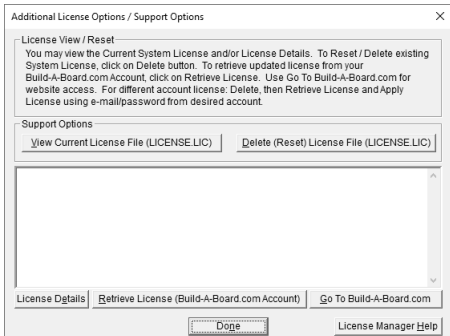 Additional License Options / Support Options
License View / Reset
You may view the Current System License and/or License Details. To Reset / Delete existing
System License, click on Delete button. To retrieve updated license from your
Build-A-Board.com Account, click on Retrieve License. Use Go To Build-A-Board.com for
website access. For different account license: Delete, then Retrieve License and Apply
License using e-mail/password from desired account.
Support Options
View Current License File (LICENSE.LIC) Delete (Reset) License File (LICENSE.LIC)
License Details Retrieve License (Build-A-Board.com Account) Go To Build-A-Board.com
Done License Manager Help